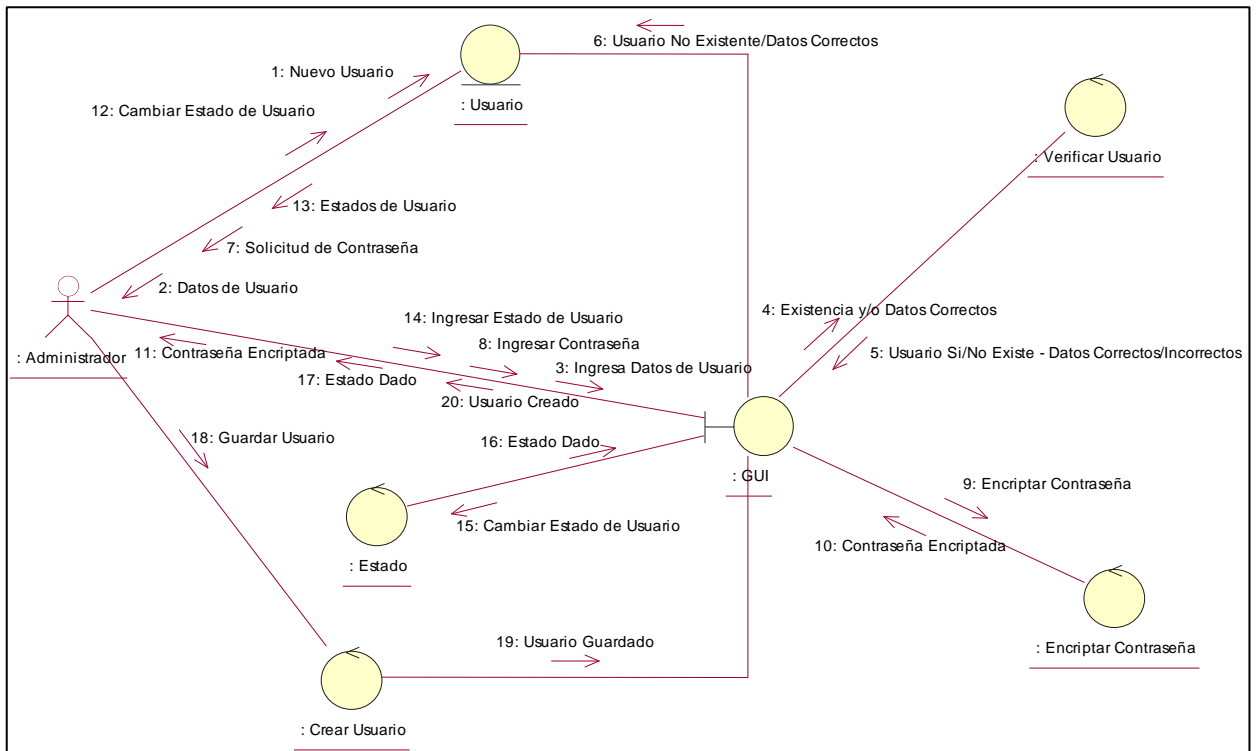 6: Usuario No Existente/Datos Correctos
1: Nuevo Usuario
12: Cambiar Estado de Usuario
: Usuario
: Verificar Usuario
13: Estados de Usuario
7: Solicitud de Contraseña
2: Datos de Usuario
4: Existencia y/o Datos Correctos
14: Ingresar Estado de Usuario
8: Ingresar Contraseña
5: Usuario Si/No Existe - Datos Correctos/Incorrectos
: Administrador
11: Contraseña Encriptada
3: Ingresa Datos de Usuario
17: Estado Dado
20: Usuario Creado
18: Guardar Usuario
16: Estado Dado
: GUI
9: Encriptar Contraseña
15: Cambiar Estado de Usuario
10: Contraseña Encriptada
: Estado
19: Usuario Guardado
: Encriptar Contraseña
: Crear Usuario